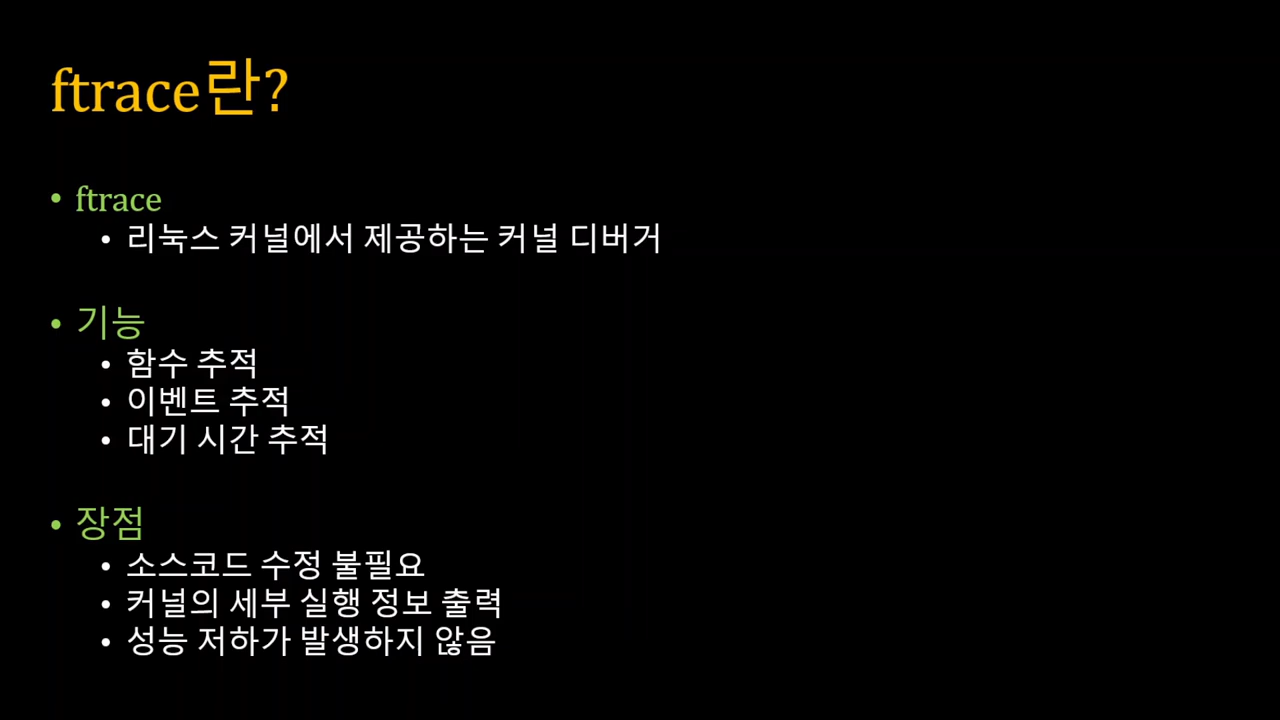 ftrace란?
• ftrace
• 리눅스 커널에서 제공하는 커널 디버거
• 기능
• 함수 추적
• 이벤트 추적
• 대기 시간 추적
• 장점
• 소스코드 수정 불필요
• 커널의 세부 실행 정보 출력
• 성능 저하가 발생하지 않음